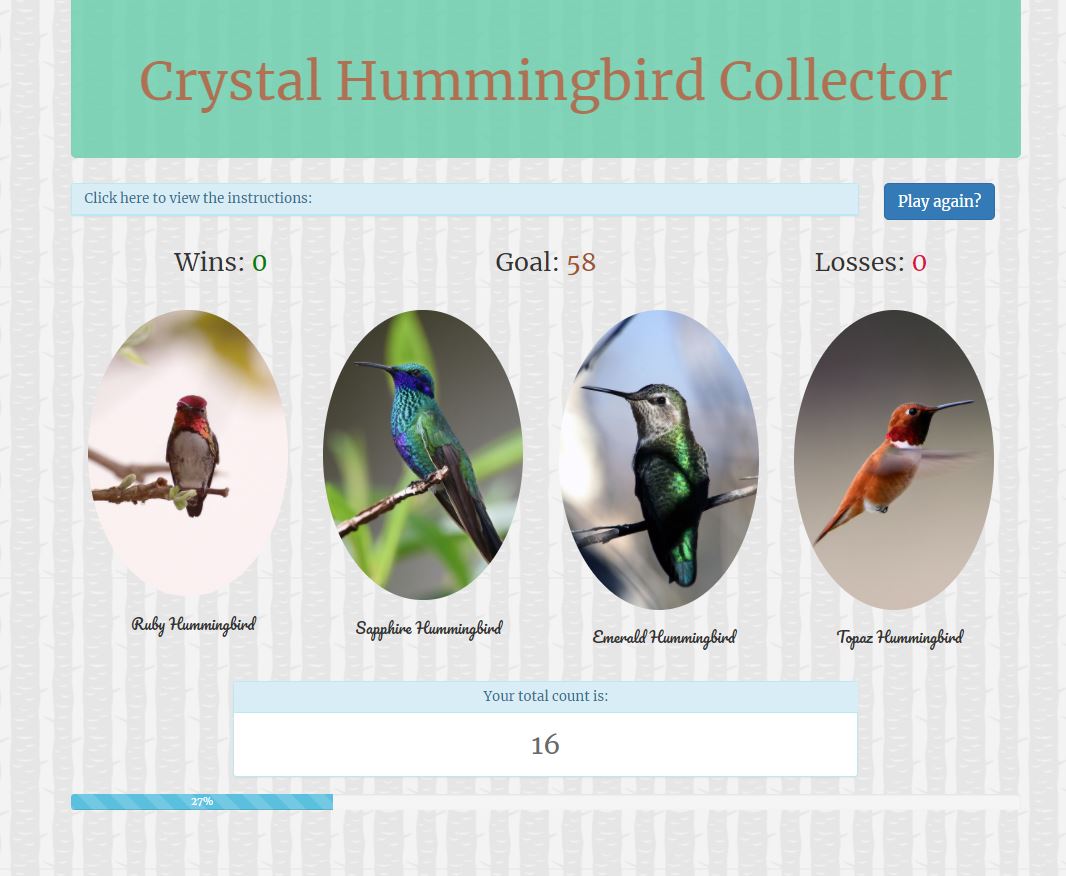 Crystal Hummingbird Collector
Click here to view the instructions:
Play again?
Wins: 0
Goal: 58
Losses: 0
Ruby Hummingbird
Sapphire Hummingbird
Emerald Hummingbird
Topaz Hummingbird
Your total count is:
16
27%